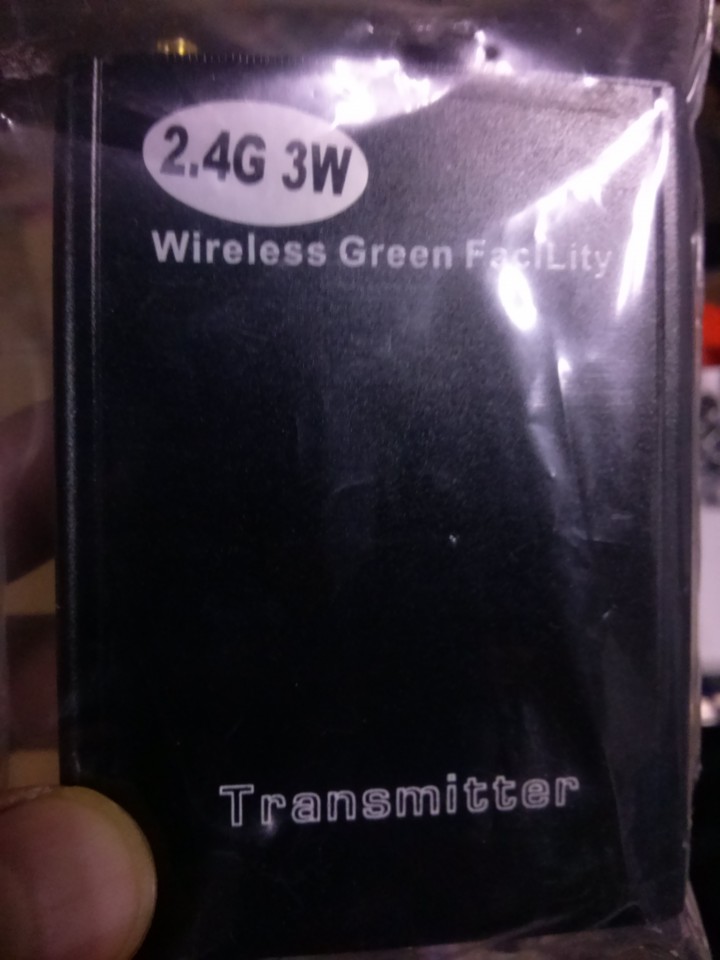 2.4G 3W
Wireless Green FaciLity
Transmitter